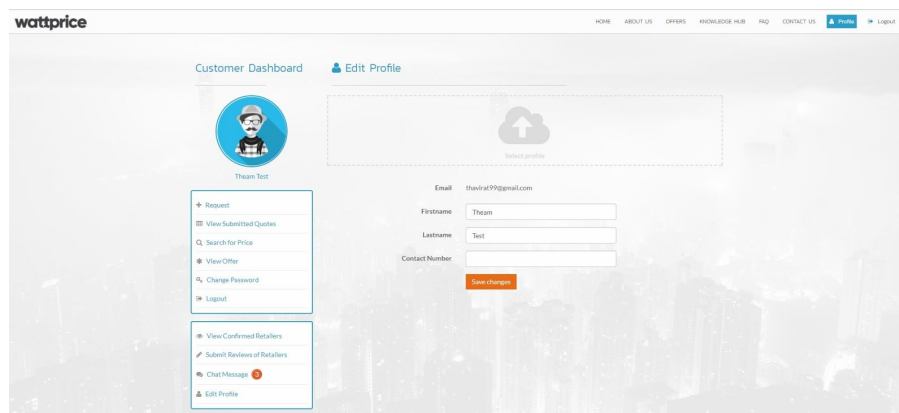 wattprice
HOME ABOUT US OFFERS KNOWLEDGE HUB FAQ CONTACT US Profile Logout
Customer Dashboard
Edit Profile
Select profile
Theam Test
Email thavirat99@gmail.com
Firstname Theam
Lastname Test
Contact Number
Save changes
Request
View Submitted Quotes
Search for Price
View Offer
Change Password
Logout
View Confirmed Retailers
Submit Reviews of Retailers
Chat Message 3
Edit Profile